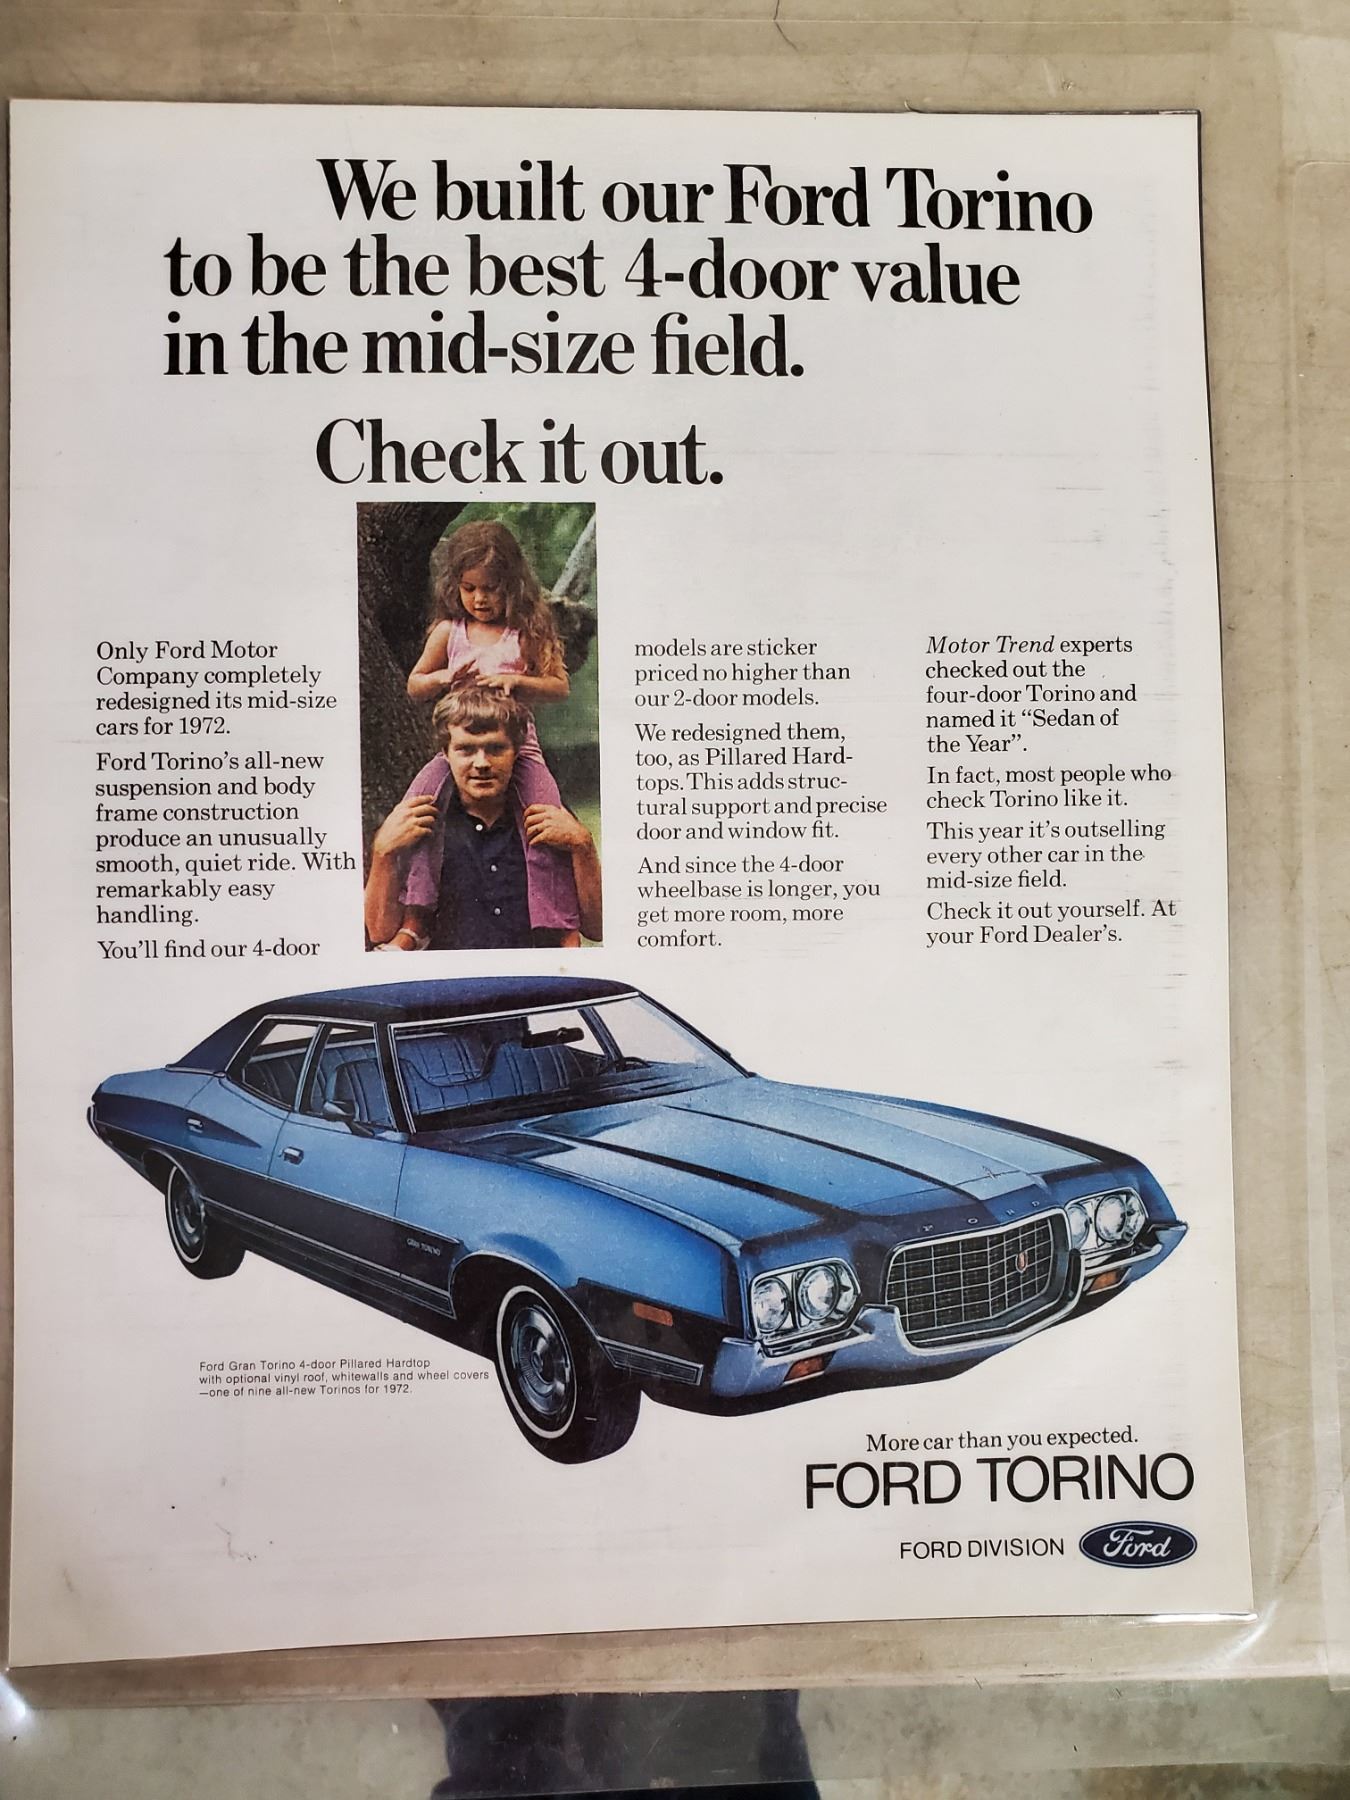 We built our Ford Torino
to be the best 4-door value
in the mid-size field.
Check it out.
Only Ford Motor
Company completely
redesigned its mid-size
cars for 1972.
Ford Torino's all-new
suspension and body
frame construction
produce an unusually
smooth, quiet ride. With
remarkably easy
handling.
You'll find our 4-door
models are sticker
priced no higher than
our 2-door models.
We redesigned them,
too, as Pillared Hard-
tops. This adds struc-
tural support and precise
door and window fit.
And since the 4-door
wheelbase is longer, you
get more room, more
comfort.
Motor Trend experts
checked out the
four-door Torino and
named it “Sedan of
the Year”.
In fact, most people who
check Torino like it.
This year it's outselling
every other car in the
mid-size field.
Check it out yourself. At
your Ford Dealer's.
FORD
GRAN TORINO
Ford Gran Torino 4-door Pillared Hardtop
with optional vinyl roof, whitewalls and wheel covers
—one of nine all-new Torinos for 1972.
More car than you expected.
FORD TORINO
FORD DIVISION Ford